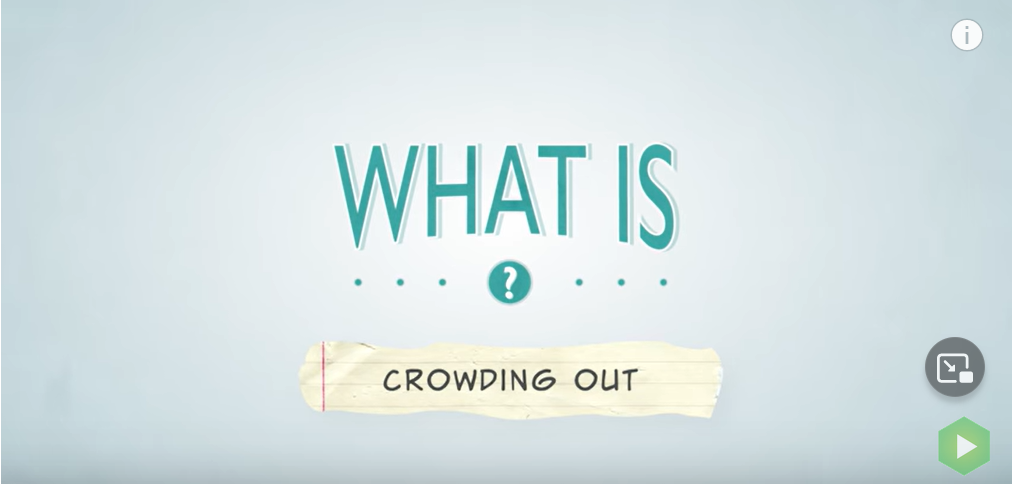 i
WHAT IS
?
CROWDING OUT